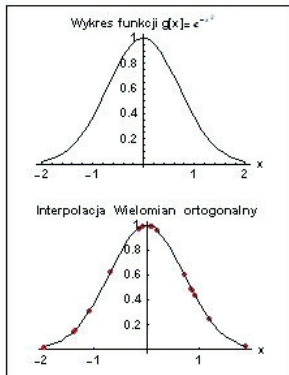 Wykres funkcji g[x]= e^-x^2
1
0.8
0.6
0.4
0.2
-2 -1 1 2 x
Interpolacja Wielomian ortogonalny
1
0.8
0.6
0.4
0.2
-2 -1 1 x